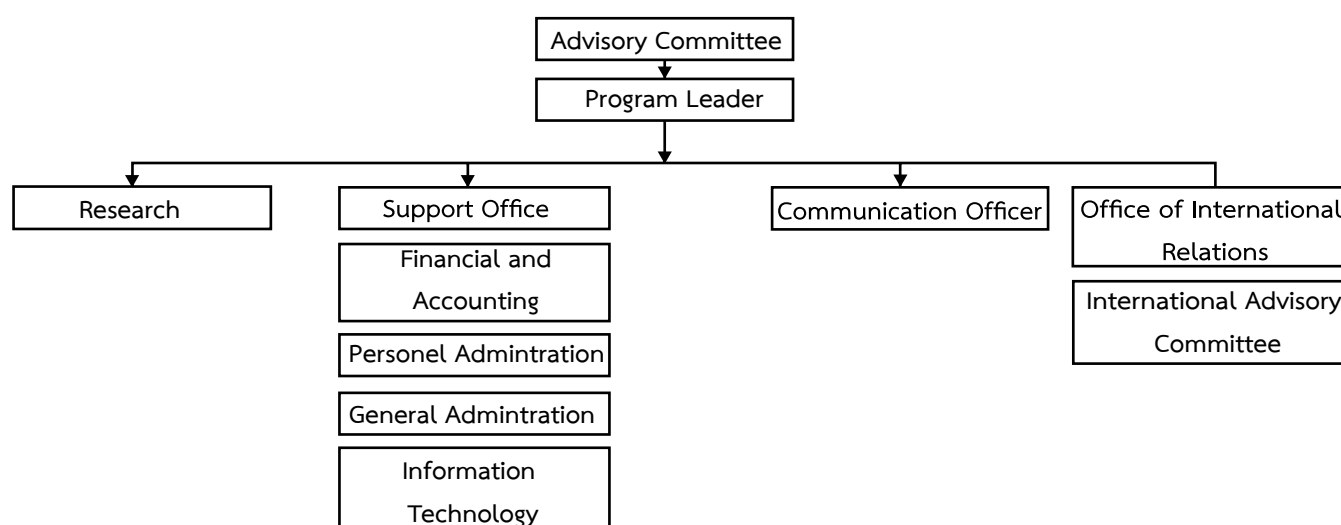 Advisory Committee
Program Leader
Research
Support Office
Communication Officer
Office of International
Relations
Financial and
Accounting
International Advisory
Committee
Personel Admintration
General Admintration
Information
Technology